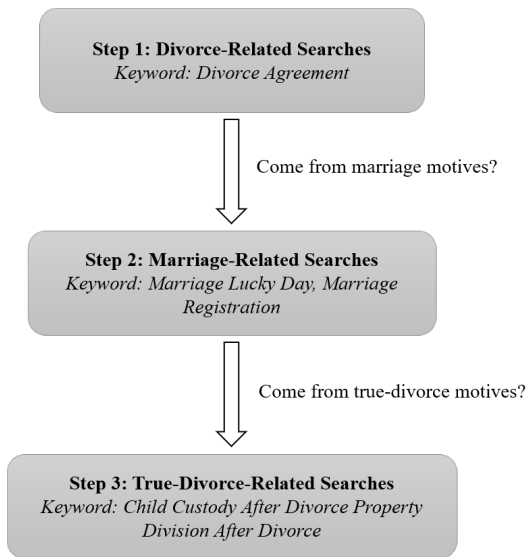 Step 1: Divorce-Related Searches
Keyword: Divorce Agreement
Come from marriage motives?
Step 2: Marriage-Related Searches
Keyword: Marriage Lucky Day, Marriage
Registration
Come from true-divorce motives?
Step 3: True-Divorce-Related Searches
Keyword: Child Custody After Divorce Property
Division After Divorce